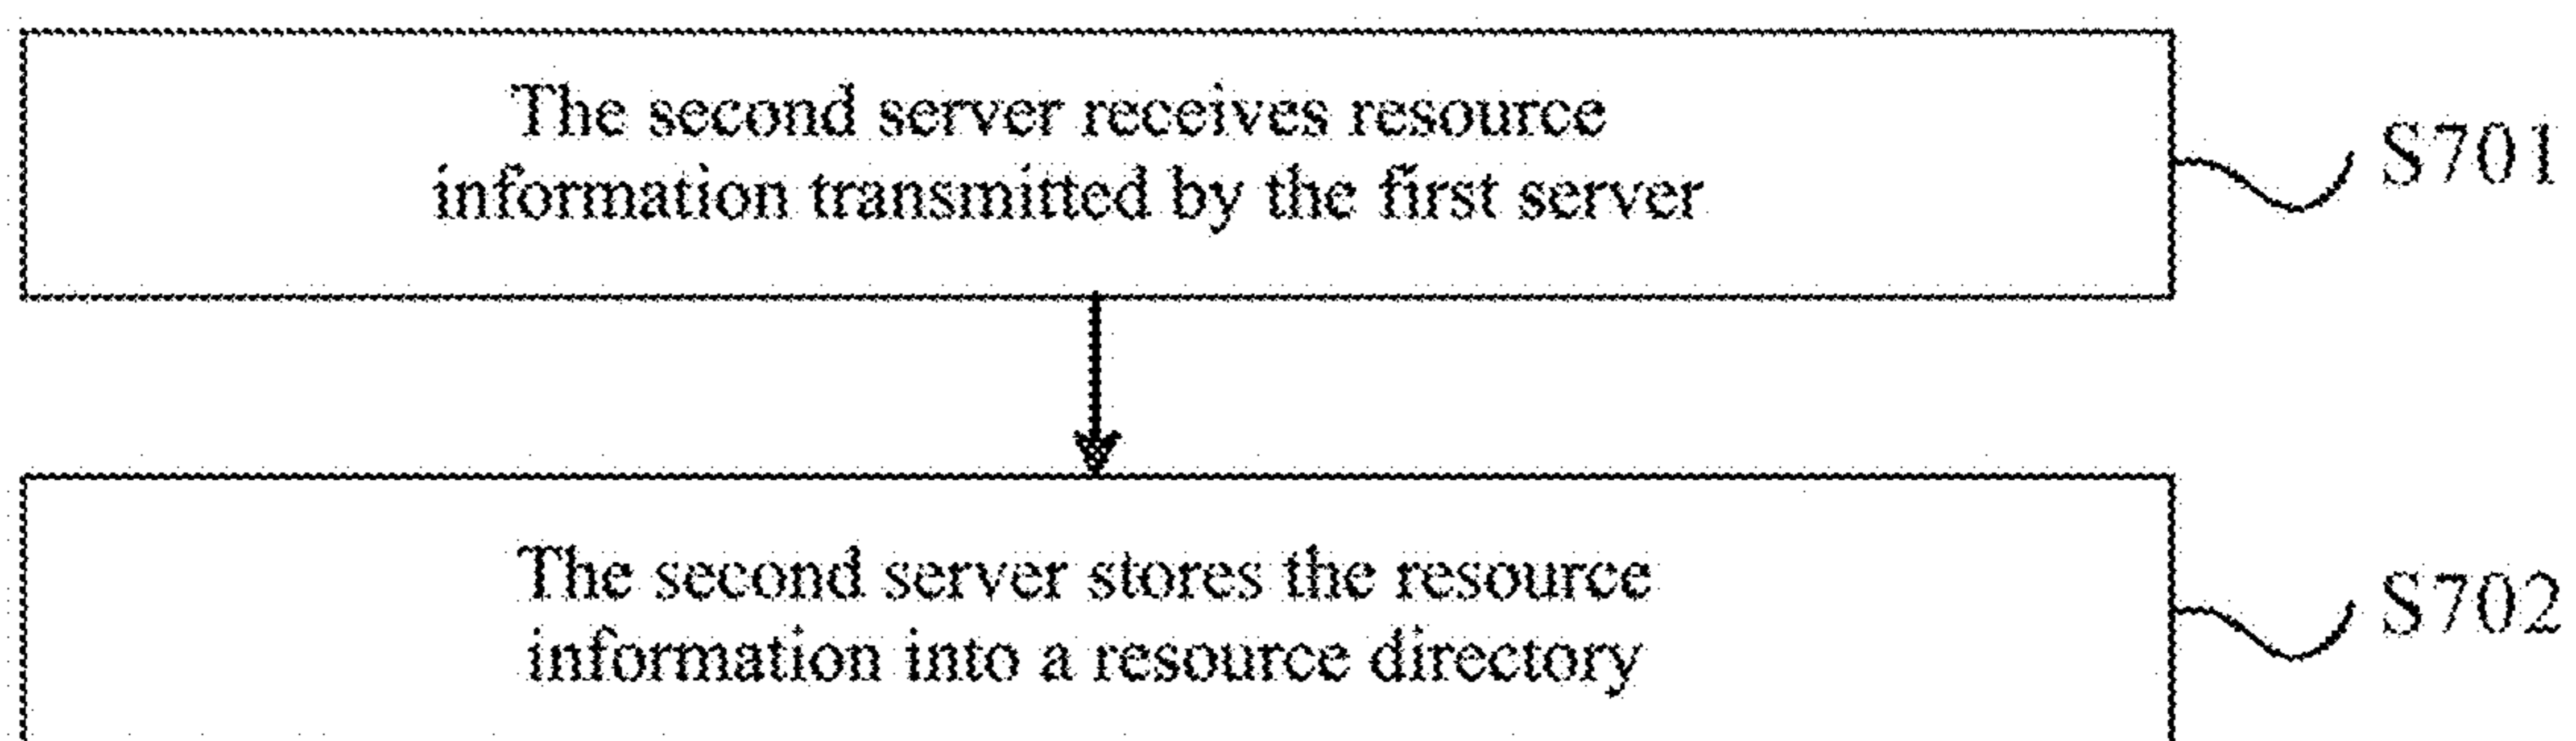 The second server receives resource
information transmitted by the first server
S701
The second server stores the resource
information into a resource directory
S702